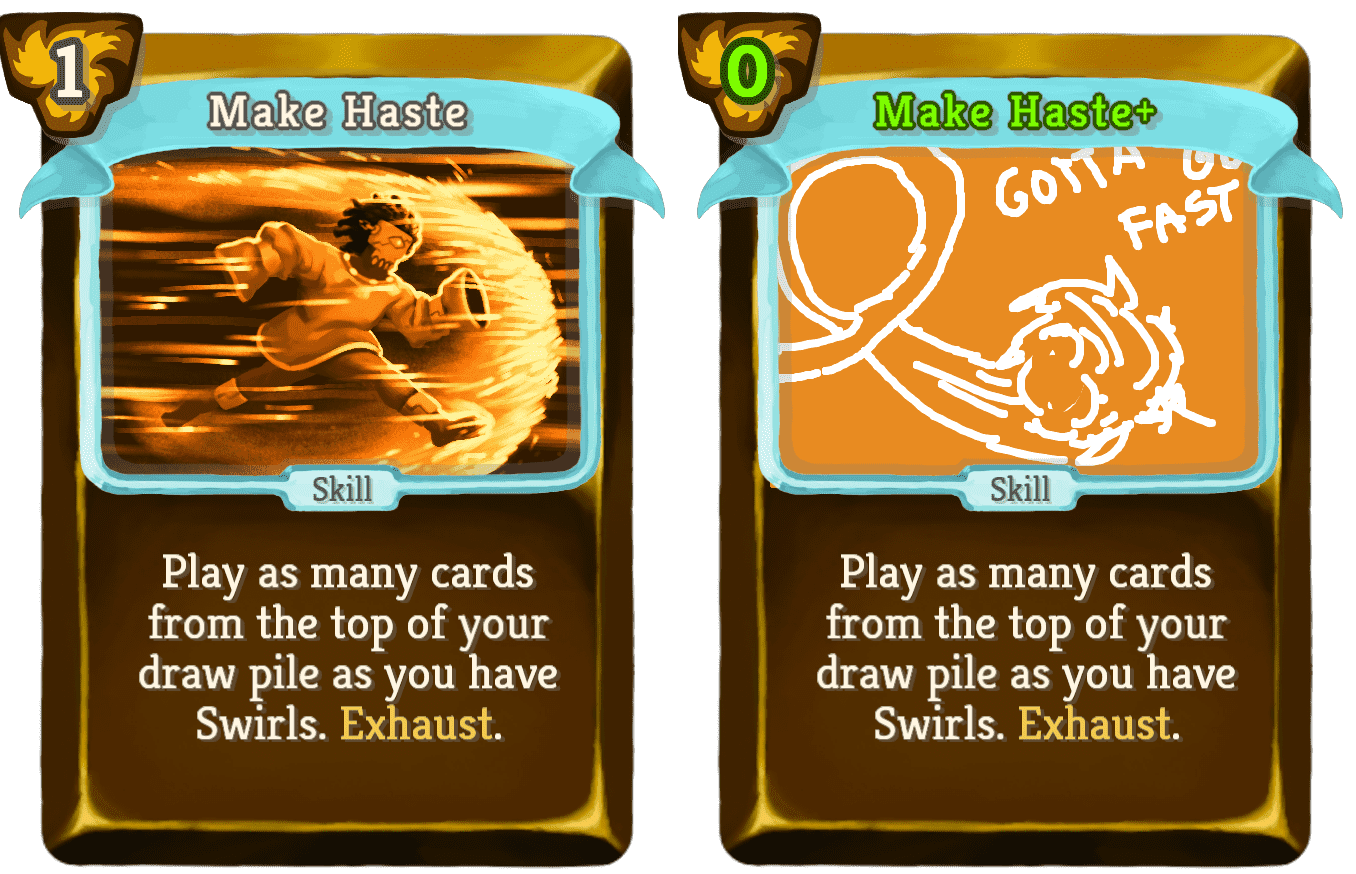 1
Make Haste
Skill
Play as many cards
from the top of your
draw pile as you have
Swirls. Exhaust.
0
Make Haste+
GOTTA GO
FAST
Skill
Play as many cards
from the top of your
draw pile as you have
Swirls. Exhaust.